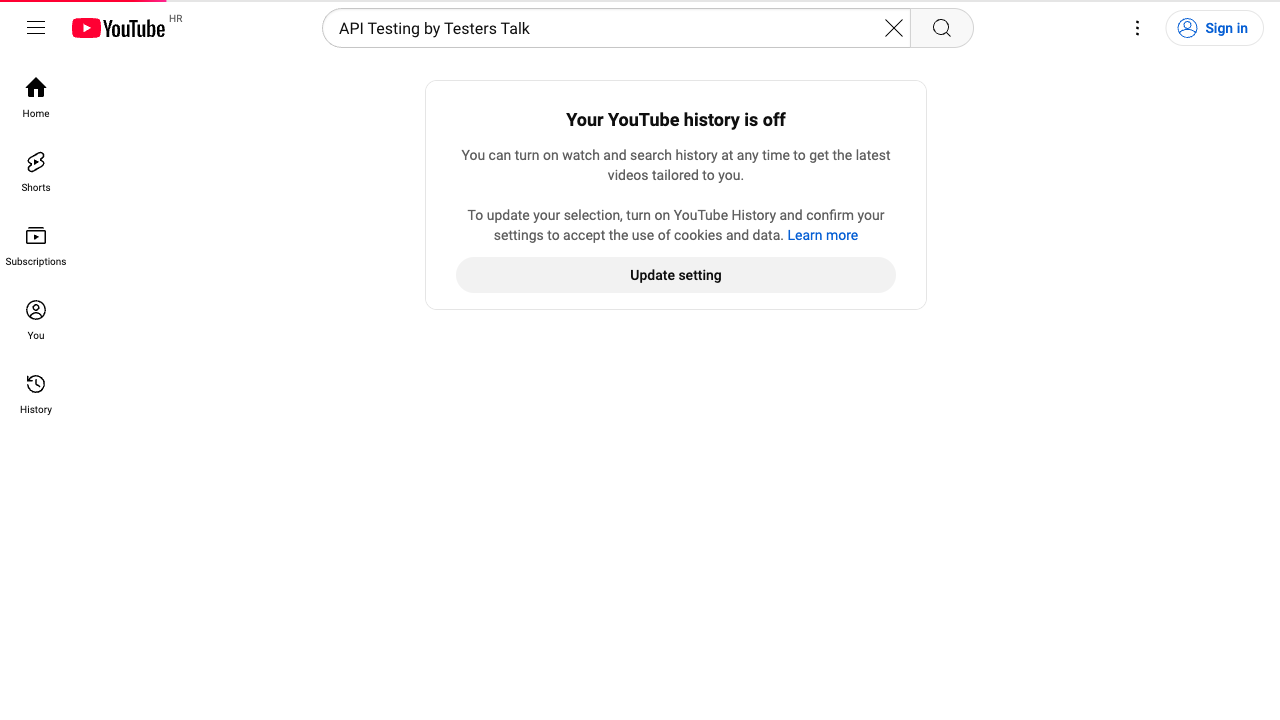 YouTube HR
API Testing by Testers Talk
Sign in
Home
Shorts
Subscriptions
You
History
Your YouTube history is off
You can turn on watch and search history at any time to get the latest
videos tailored to you.
To update your selection, turn on YouTube History and confirm your
settings to accept the use of cookies and data. Learn more
Update setting